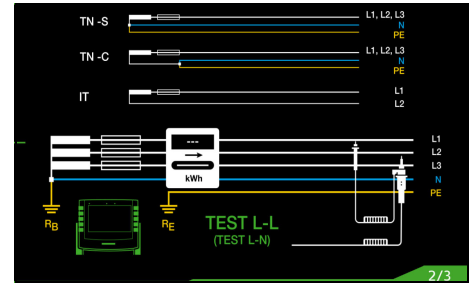 TN -S
L1, L2, L3
N
PE
TN -C
L1, L2, L3
N
PE
IT
L1
L2
---
kWh
L1
L2
L3
N
PE
RB
RE
TEST L-L
(TEST L-N)
2/3